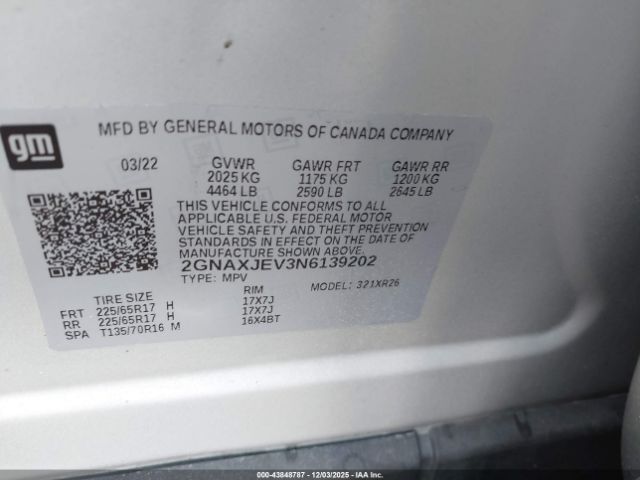 gm
MFD BY GENERAL MOTORS OF CANADA COMPANY
03/22 GVWR GAWR FRT GAWR RR
2025 KG 1175 KG 1200 KG
4464 LB 2590 LB 2645 LB
THIS VEHICLE CONFORMS TO ALL
APPLICABLE U.S. FEDERAL MOTOR
VEHICLE SAFETY AND THEFT PREVENTION
STANDARDS IN EFFECT ON THE DATE OF
MANUFACTURE SHOWN ABOVE.
2GNAXJEV3N6139202
TYPE: MPV MODEL: 321XR26
TIRE SIZE RIM
FRT 225/65R17 H 17X7J
RR 225/65R17 H 17X7J
SPA T135/70R16 M 16X4BT
000-43848787 - 12/03/2025 - IAA Inc.